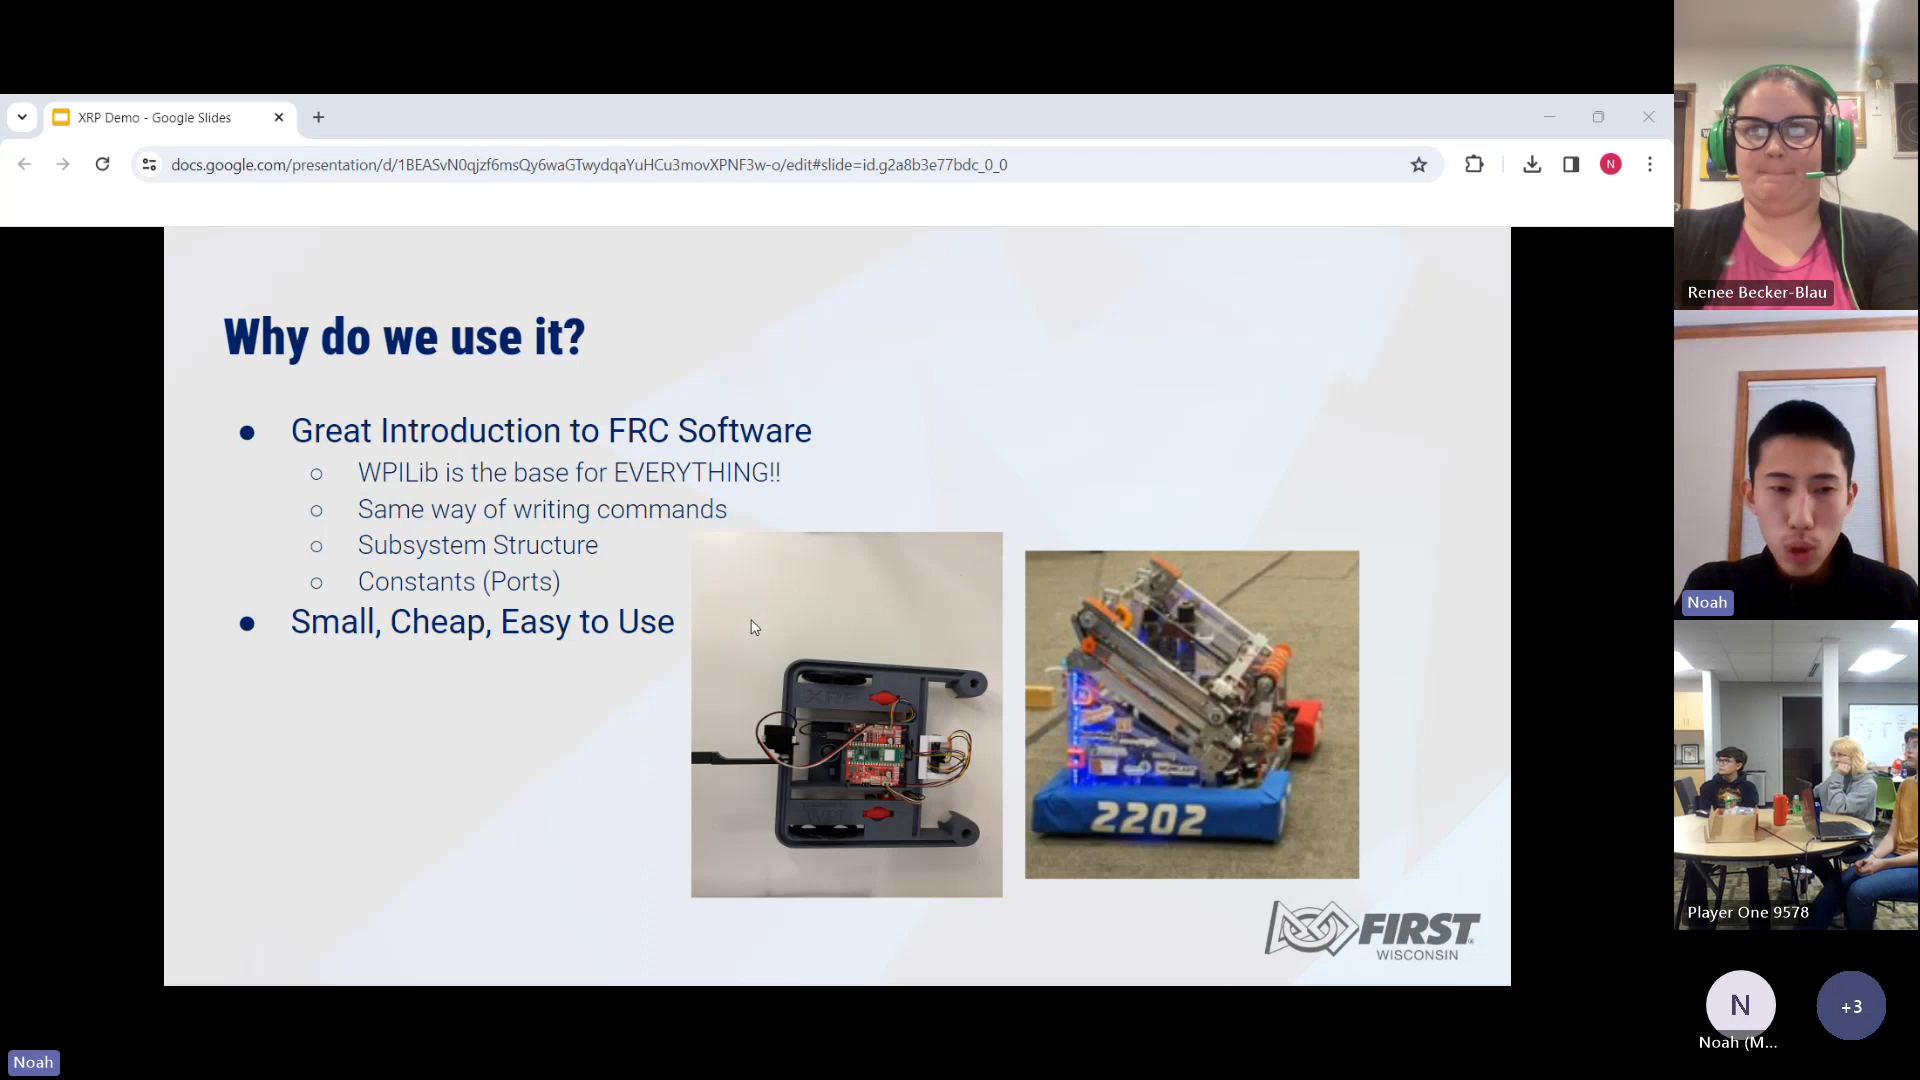 XRP Demo - Google Slides
docs.google.com/presentation/d/1BEASvN0qjzf6msQy6waGTwydqaYuHCu3movXPNF3w-o/edit#slide=id.g2a8b3e77bdc_0_0
N
Why do we use it?
● Great Introduction to FRC Software
○ WPILib is the base for EVERYTHING!!
○ Same way of writing commands
○ Subsystem Structure
○ Constants (Ports)
● Small, Cheap, Easy to Use
XRP
WPI
2202
FIRST
WISCONSIN
Renee Becker-Blau
Noah
Player One 9578
N
+3
Noah (M...
Noah